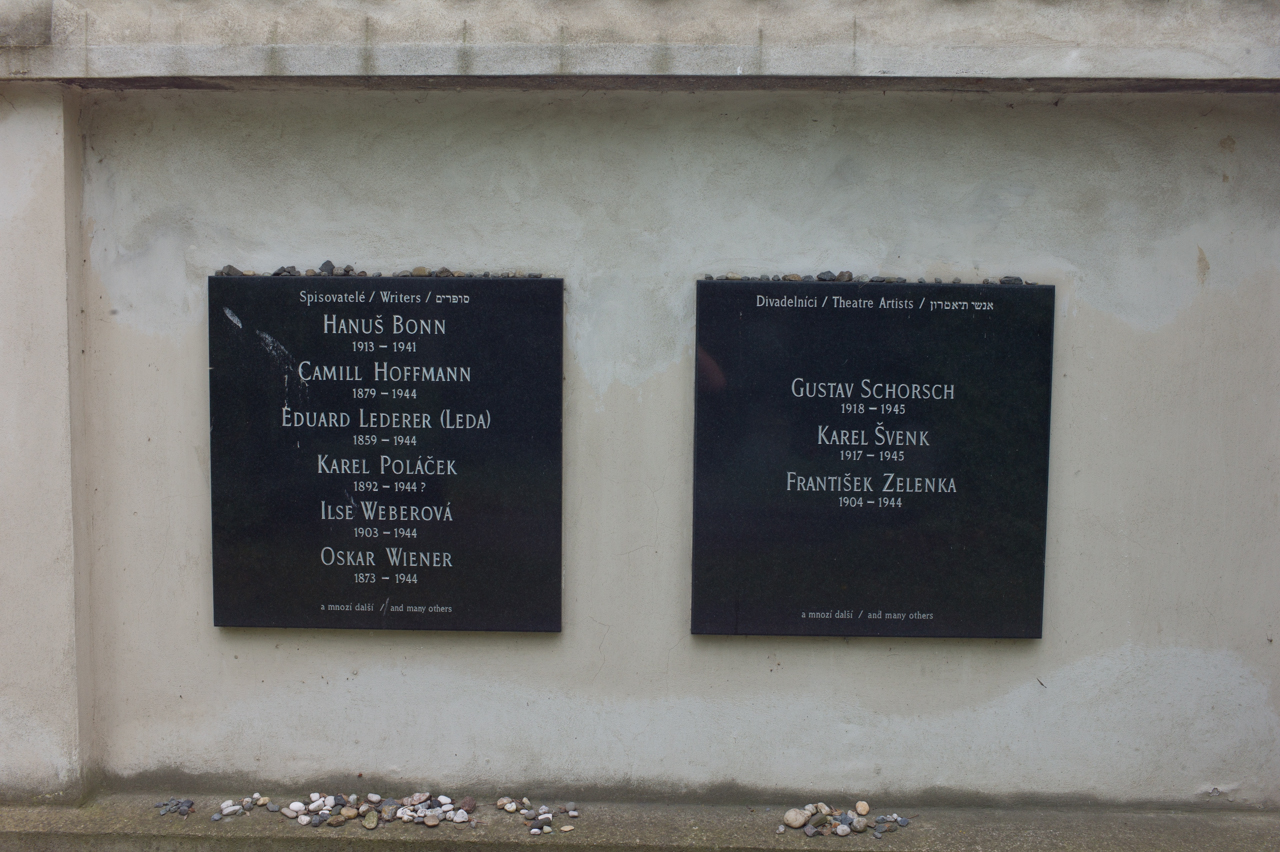 Spisovatelé / Writers / סופרים
HANUŠ BONN
1913 – 1941
CAMILL HOFFMANN
1879 – 1944
EDUARD LEDERER (LEDA)
1859 – 1944
KAREL POLÁČEK
1892 – 1944 ?
ILSE WEBEROVÁ
1903 – 1944
OSKAR WIENER
1873 – 1944
a mnozí další / and many others
Divadelníci / Theatre Artists / אנשי תיאטרון
GUSTAV SCHORSCH
1918 – 1945
KAREL ŠVENK
1917 – 1945
FRANTIŠEK ZELENKA
1904 – 1944
a mnozí další / and many others